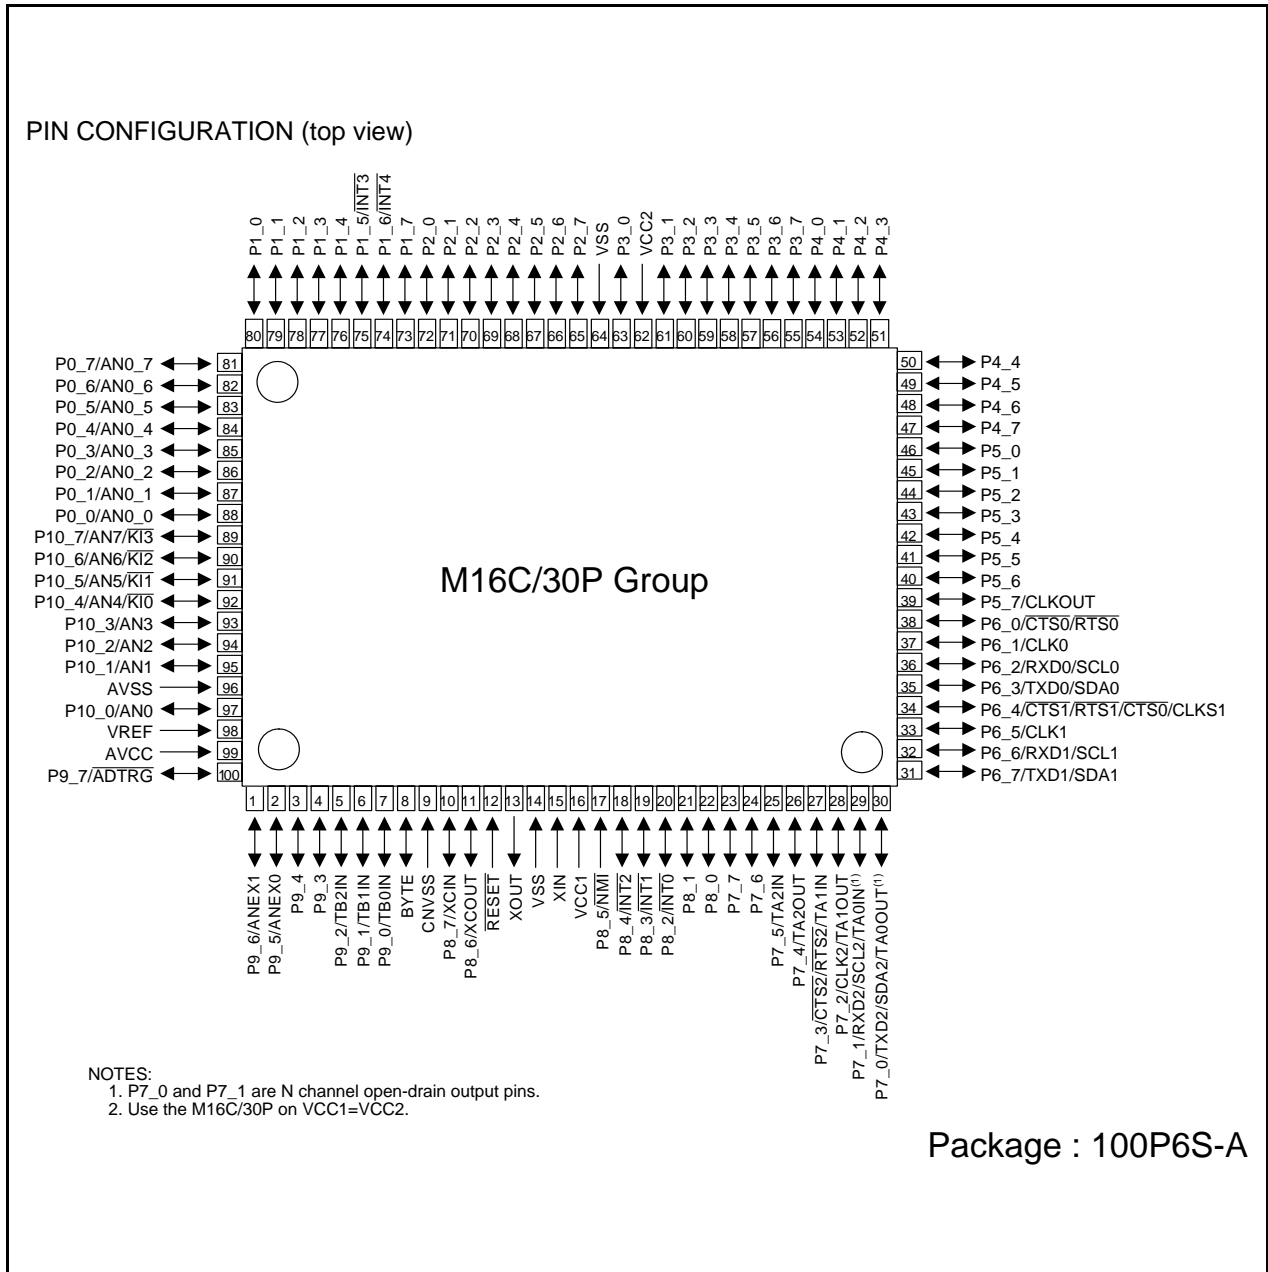 PIN CONFIGURATION (top view)
P1_0
P1_1
P1_2
P1_3
P1_4
P1_5/INT3
P1_6/INT4
P1_7
P2_0
P2_1
P2_2
P2_3
P2_4
P2_5
P2_6
P2_7
VSS
P3_0
VCC2
P3_1
P3_2
P3_3
P3_4
P3_5
P3_6
P3_7
P4_0
P4_1
P4_2
P4_3
80 79 78 77 76 75 74 73 72 71 70 69 68 67 66 65 64 63 62 61 60 59 58 57 56 55 54 53 52 51
P0_7/AN0_7 81
P0_6/AN0_6 82
P0_5/AN0_5 83
P0_4/AN0_4 84
P0_3/AN0_3 85
P0_2/AN0_2 86
P0_1/AN0_1 87
P0_0/AN0_0 88
P10_7/AN7/KI3 89
P10_6/AN6/KI2 90
P10_5/AN5/KI1 91
P10_4/AN4/KI0 92
P10_3/AN3 93
P10_2/AN2 94
P10_1/AN1 95
AVSS 96
P10_0/AN0 97
VREF 98
AVCC 99
P9_7/ADTRG 100
M16C/30P Group
50 P4_4
49 P4_5
48 P4_6
47 P4_7
46 P5_0
45 P5_1
44 P5_2
43 P5_3
42 P5_4
41 P5_5
40 P5_6
39 P5_7/CLKOUT
38 P6_0/CTS0/RTS0
37 P6_1/CLK0
36 P6_2/RXD0/SCL0
35 P6_3/TXD0/SDA0
34 P6_4/CTS1/RTS1/CTS0/CLKS1
33 P6_5/CLK1
32 P6_6/RXD1/SCL1
31 P6_7/TXD1/SDA1
1 2 3 4 5 6 7 8 9 10 11 12 13 14 15 16 17 18 19 20 21 22 23 24 25 26 27 28 29 30
P9_6/ANEX1
P9_5/ANEX0
P9_4
P9_3
P9_2/TB2IN
P9_1/TB1IN
P9_0/TB0IN
BYTE
CNVSS
P8_7/XCIN
P8_6/XCOUT
RESET
XOUT
VSS
XIN
VCC1
P8_5/NMI
P8_4/INT2
P8_3/INT1
P8_2/INT0
P8_1
P8_0
P7_7
P7_6
P7_5/TA2IN
P7_4/TA2OUT
P7_3/CTS2/RTS2/TA1IN
P7_2/CLK2/TA1OUT
P7_1/RXD2/SCL2/TA0IN(1)
P7_0/TXD2/SDA2/TA0OUT(1)
NOTES:
1. P7_0 and P7_1 are N channel open-drain output pins.
2. Use the M16C/30P on VCC1=VCC2.
Package : 100P6S-A